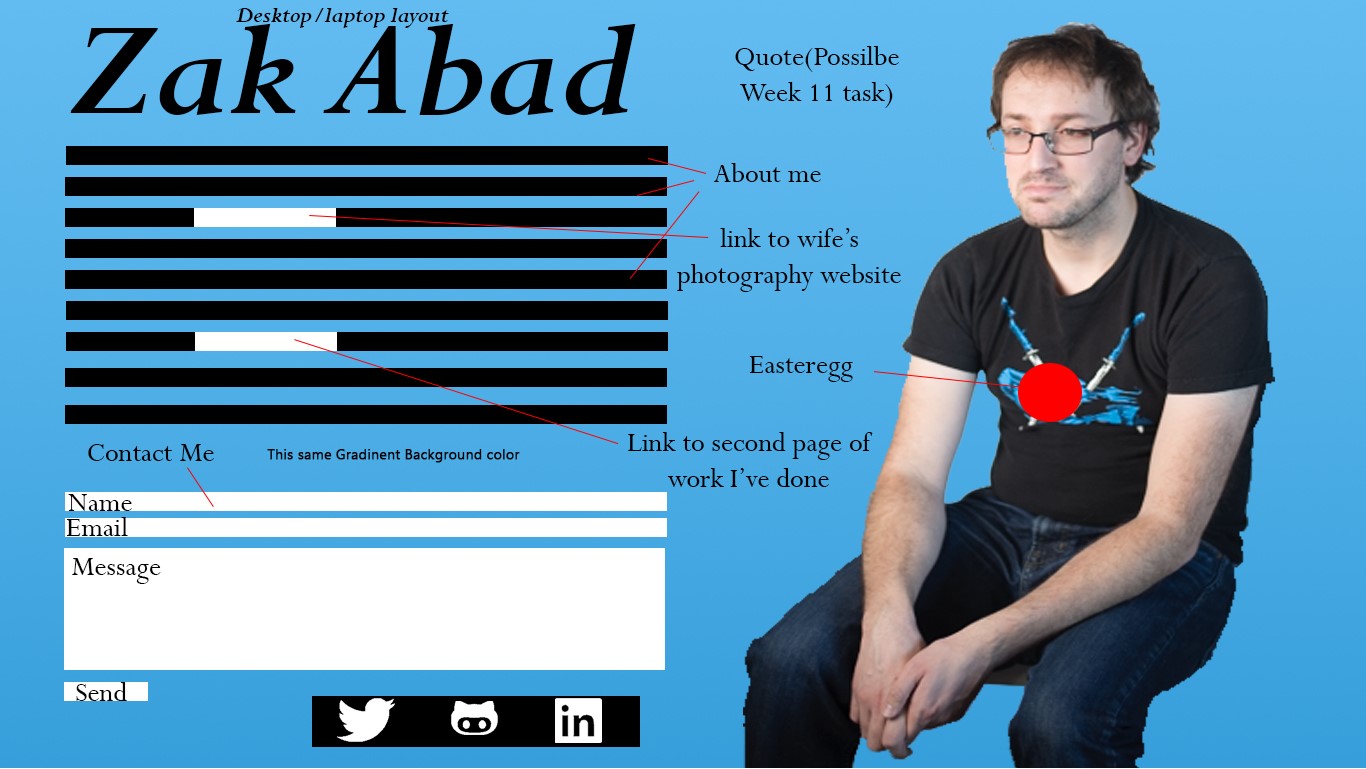 Desktop/laptop layout
Zak Abad
Quote(Possilbe
Week 11 task)
About me
link to wife's
photography website
Easteregg
Link to second page of
work I've done
Contact Me
This same Gradinent Background color
Name
Email
Message
Send
in